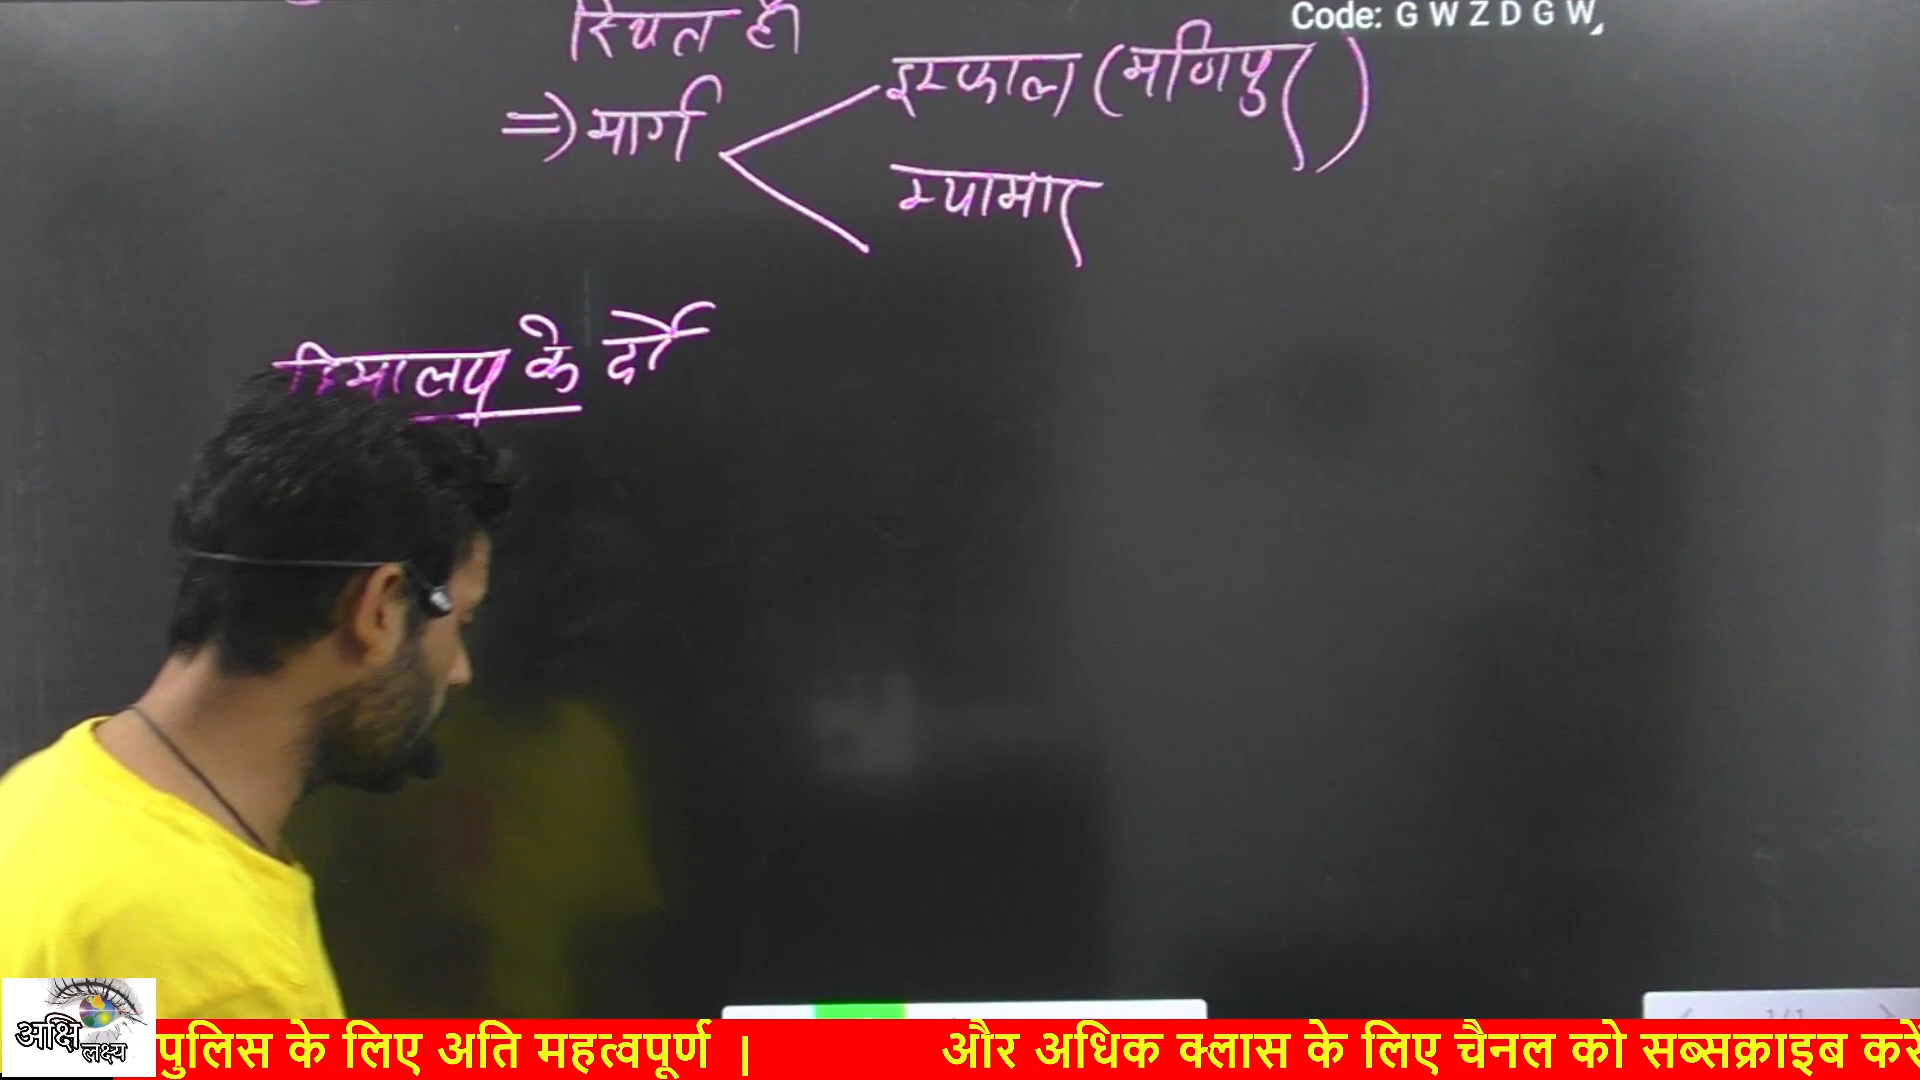 Code: G W Z D G W
स्थित हैं
=> मार्ग
इम्फाल (मणिपुर)
म्यामार
हिमालय के दर्रे
अक्षि
लक्ष्य
पुलिस के लिए अति महत्वपूर्ण | और अधिक क्लास के लिए चैनल को सब्सक्राइब करें